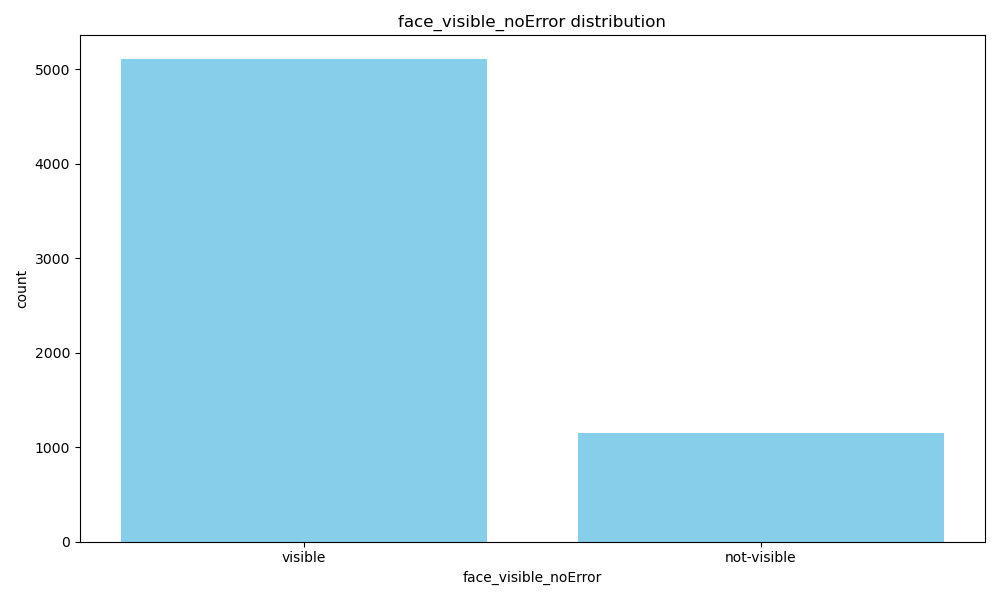 face_visible_noError distribution
count
5000
4000
3000
2000
1000
0
visible
not-visible
face_visible_noError